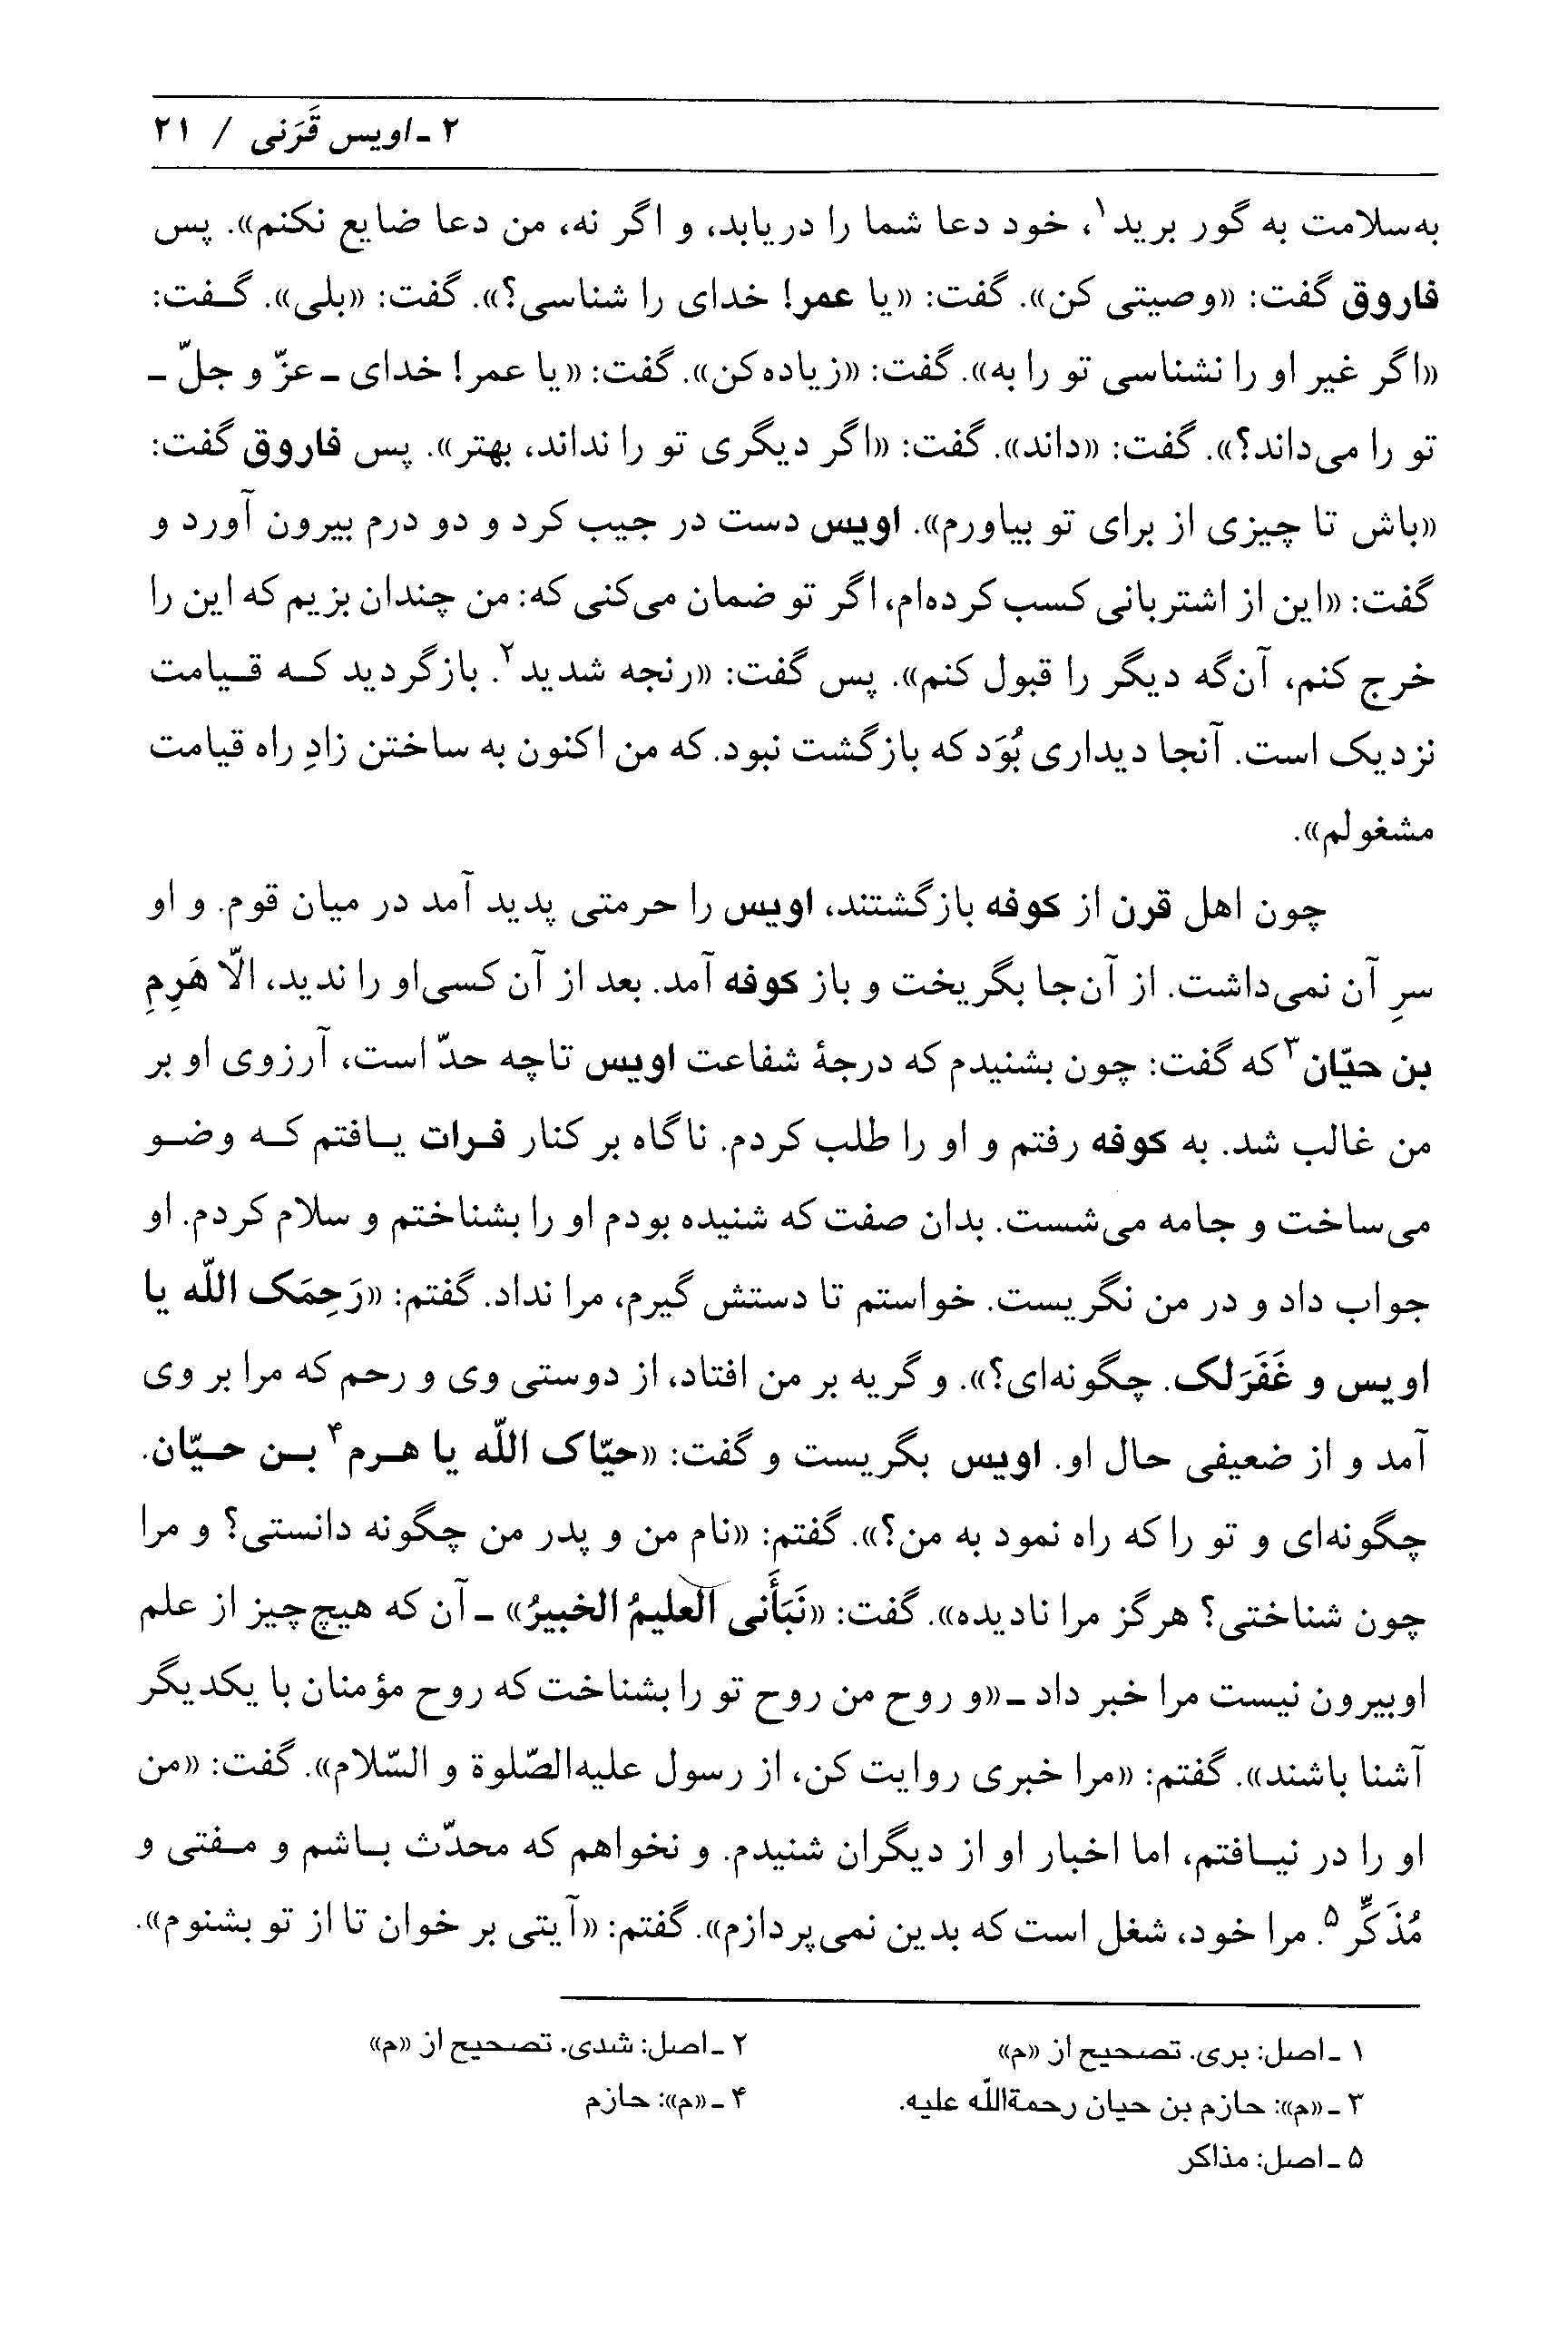 ۲ - اویس قَرَنی / ۲۱
به‌سلامت به گور برید۱، خود دعا شما را دریابد، و اگر نه، من دعا ضایع نکنم». پس
فاروق گفت: «وصیتی کن». گفت: «یا عمر! خدای را شناسی؟». گفت: «بلی». گفت:
«اگر غیر او را نشناسی تو را به». گفت: «زیاده کن». گفت: «یا عمر! خدای - عزّ و جلّ -
تو را می‌داند؟». گفت: «داند». گفت: «اگر دیگری تو را نداند، بهتر». پس فاروق گفت:
«باش تا چیزی از برای تو بیاورم». اویس دست در جیب کرد و دو درم بیرون آورد و
گفت: «این از اشتربانی کسب کرده‌ام، اگر تو ضمان می‌کنی که: من چندان بزیم که این را
خرج کنم، آن‌گه دیگر را قبول کنم». پس گفت: «رنجه شدید۲. بازگردید که قیامت
نزدیک است. آنجا دیداری بُوَد که بازگشت نبود. که من اکنون به ساختن زادِ راه قیامت
مشغولم».
چون اهل قرن از کوفه بازگشتند، اویس را حرمتی پدید آمد در میان قوم. و او
سرِ آن نمی‌داشت. از آن‌جا بگریخت و باز کوفه آمد. بعد از آن کسی او را ندید، الّا هَرِمِ
بن حیّان۳ که گفت: چون بشنیدم که درجهٔ شفاعت اویس تاچه حدّ است، آرزوی او بر
من غالب شد. به کوفه رفتم و او را طلب کردم. ناگاه بر کنار فرات یافتم که وضو
می‌ساخت و جامه می‌شست. بدان صفت که شنیده بودم او را بشناختم و سلام کردم. او
جواب داد و در من نگریست. خواستم تا دستش گیرم، مرا نداد. گفتم: «رَحِمَک اللّه یا
اویس و غَفَرَلک. چگونه‌ای؟». و گریه بر من افتاد، از دوستی وی و رحم که مرا بر وی
آمد و از ضعیفی حال او. اویس بگریست و گفت: «حیّاک اللّه یا هرم۴ بن حیّان.
چگونه‌ای و تو را که راه نمود به من؟». گفتم: «نام من و پدر من چگونه دانستی؟ و مرا
چون شناختی؟ هرگز مرا نادیده». گفت: «نَبَأَنی العلیمُ الخبیرُ» - آن که هیچ‌چیز از علم
اوبیرون نیست مرا خبر داد - «و روح من روح تو را بشناخت که روح مؤمنان با یکدیگر
آشنا باشند». گفتم: «مرا خبری روایت کن، از رسول علیه‌الصّلوة و السّلام». گفت: «من
او را در نیافتم، اما اخبار او از دیگران شنیدم. و نخواهم که محدّث باشم و مفتی و
مُذَکِّر۵. مرا خود، شغل است که بدین نمی‌پردازم». گفتم: «آیتی بر خوان تا از تو بشنوم».
۱ - اصل: بری. تصحیح از «م»
۲ - اصل: شدی. تصحیح از «م»
۳ - «م»: حازم بن حیان رحمةاللّه علیه.
۴ - «م»: حازم
۵ - اصل: مذاکر